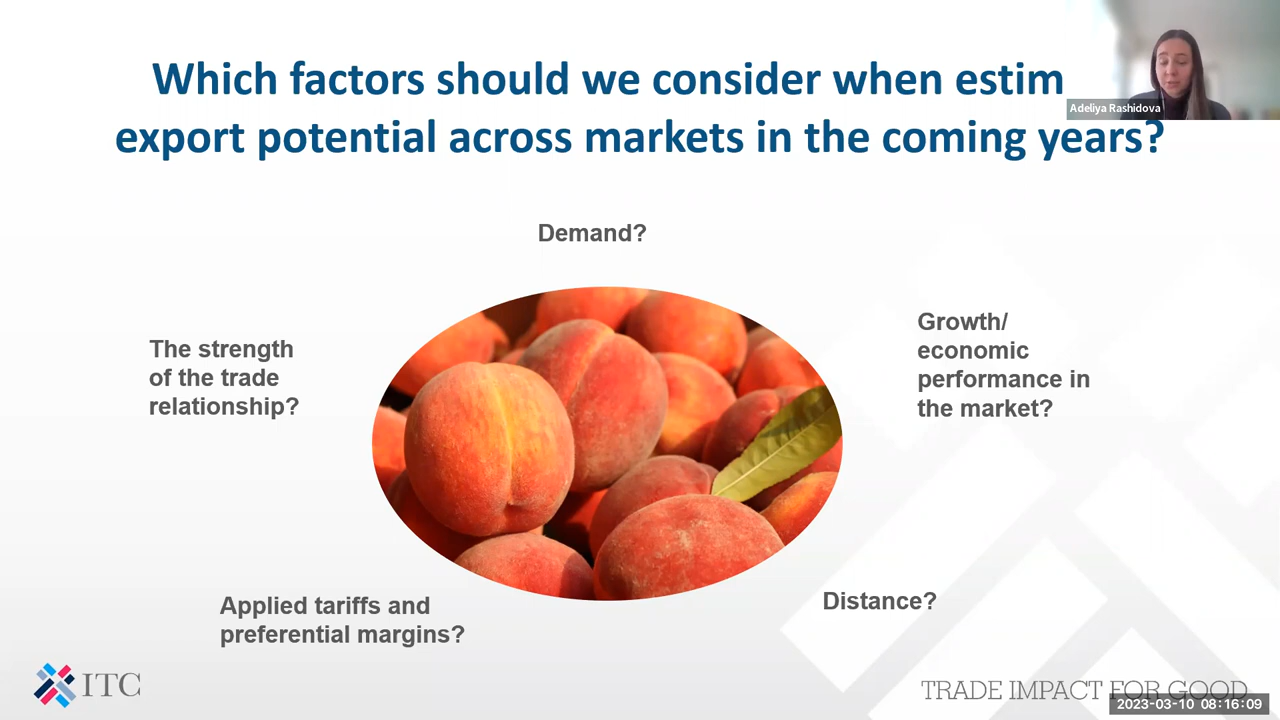 Which factors should we consider when estim
export potential across markets in the coming years?
Adeliya Rashidova
Demand?
The strength
of the trade
relationship?
Growth/
economic
performance in
the market?
Applied tariffs and
preferential margins?
Distance?
ITC
TRADE IMPACT FOR GOOD
2023-03-10 08:16:09